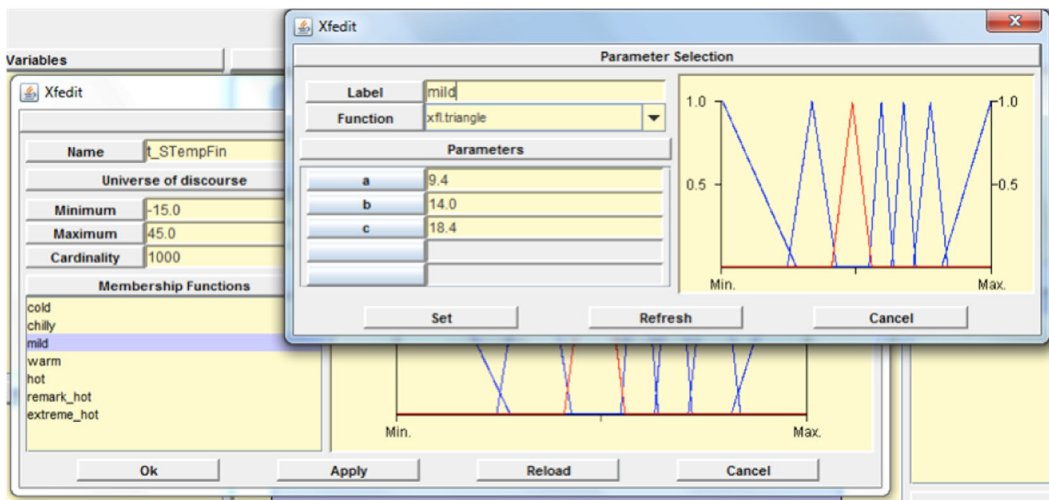 Variables
Xfedit
Name t_STempFin
Universe of discourse
Minimum -15.0
Maximum 45.0
Cardinality 1000
Membership Functions
cold
chilly
mild
warm
hot
remark_hot
extreme_hot
Min. Max.
Ok Apply Reload Cancel
Xfedit
Parameter Selection
Label mild
Function xfl.triangle
Parameters
a 9.4
b 14.0
c 18.4
1.0 1.0
0.5 0.5
Min. Max.
Set Refresh Cancel